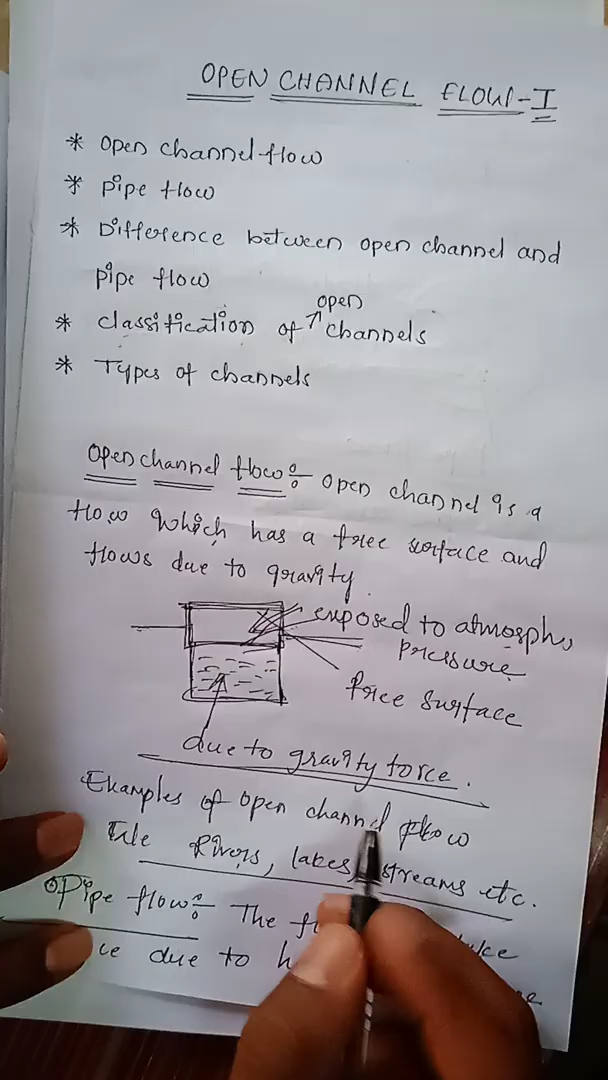 OPEN CHANNEL FLOW-I
* Open channel flow
* Pipe flow
* Difference between open channel and
pipe flow
open
* classification of channels
* Types of channels
Open channel flow:- Open channel is a
flow which has a free surface and
flows due to gravity.
exposed to atmosph,
pressure
free surface
due to gravity force.
Examples of open channel flow
Rivers, lakes, streams etc.
Pipe flow:- The
due to